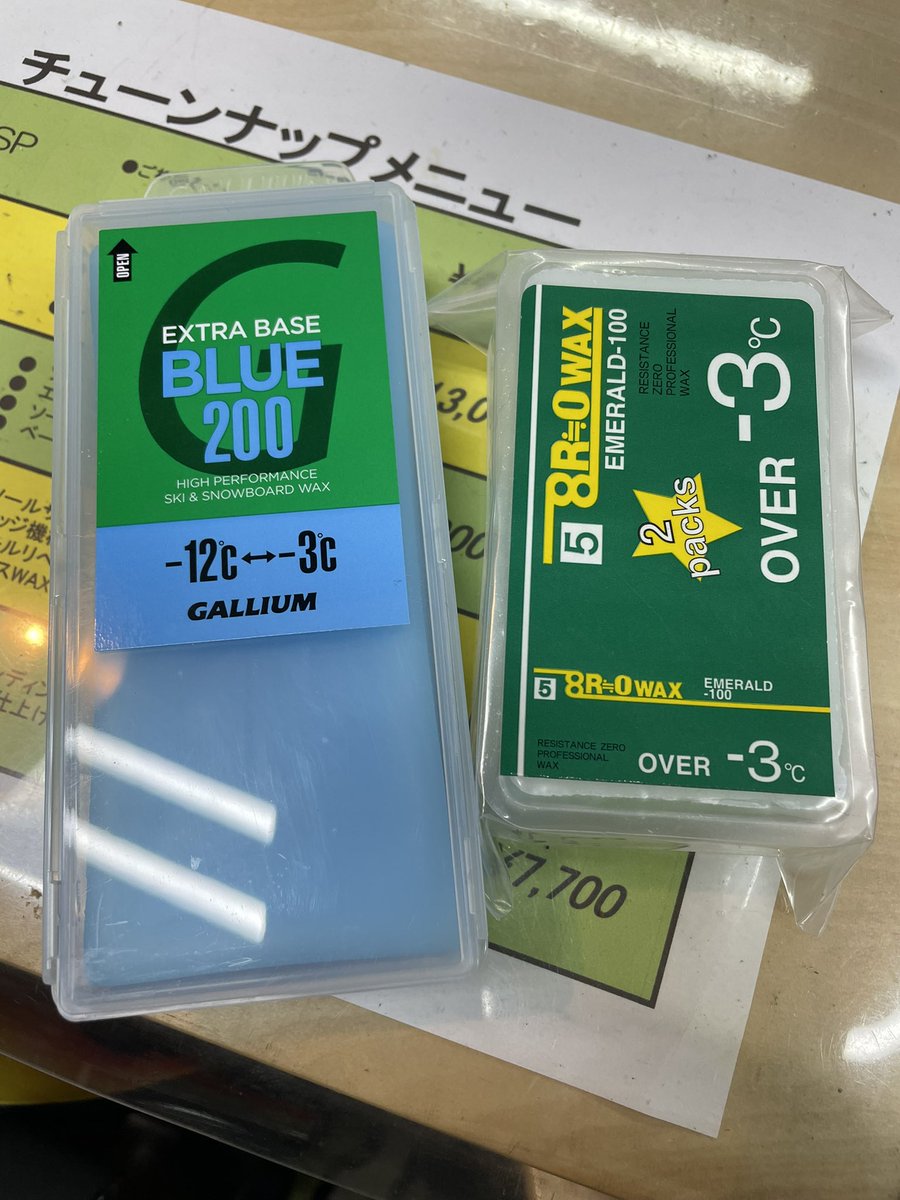 チューンナップメニュー
SP
OPEN
EXTRA BASE
BLUE
200
HIGH PERFORMANCE
SKI & SNOWBOARD WAX
-12℃↔-3℃
GALLIUM
5 8R≒0WAX
EMERALD-100
RESISTANCE
ZERO
PROFESSIONAL
WAX
2
packs
OVER -3℃
5 8R≒0WAX
EMERALD
-100
RESISTANCE ZERO
PROFESSIONAL
WAX
OVER -3℃
¥7,700